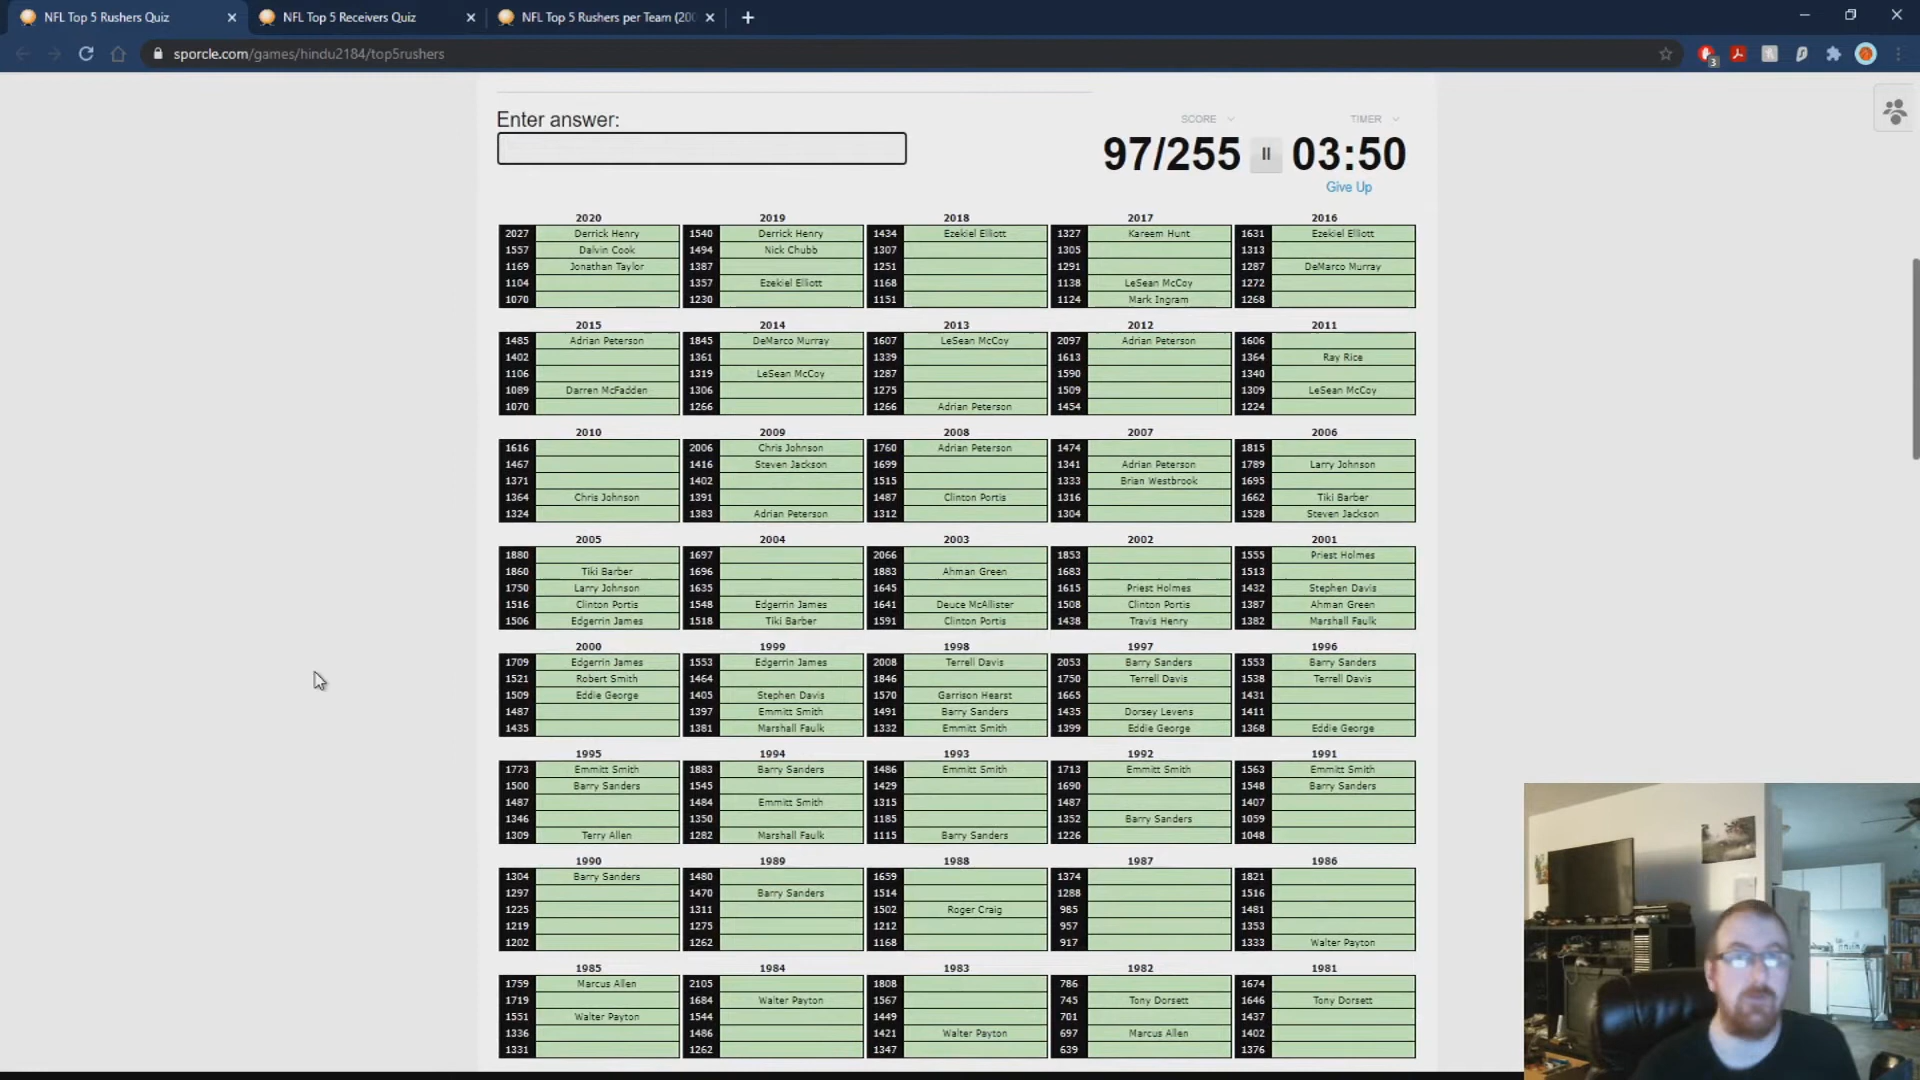 NFL Top 5 Rushers Quiz
NFL Top 5 Receivers Quiz
NFL Top 5 Rushers per Team (200
sporcle.com/games/hindu2184/top5rushers
3
Enter answer:
SCORE TIMER
97/255 03:50
Give Up
2020 2019 2018 2017 2016
2027 Derrick Henry 1540 Derrick Henry 1434 Ezekiel Elliott 1327 Kareem Hunt 1631 Ezekiel Elliott
1557 Dalvin Cook 1494 Nick Chubb 1307 1305 1313
1169 Jonathan Taylor 1387 1251 1291 1287 DeMarco Murray
1104 1357 Ezekiel Elliott 1168 1138 LeSean McCoy 1272
1070 1230 1151 1124 Mark Ingram 1268
2015 2014 2013 2012 2011
1485 Adrian Peterson 1845 DeMarco Murray 1607 LeSean McCoy 2097 Adrian Peterson 1606
1402 1361 1339 1613 1364 Ray Rice
1106 1319 LeSean McCoy 1287 1590 1340
1089 Darren McFadden 1306 1275 1509 1309 LeSean McCoy
1070 1266 1266 Adrian Peterson 1454 1224
2010 2009 2008 2007 2006
1616 2006 Chris Johnson 1760 Adrian Peterson 1474 1815
1467 1416 Steven Jackson 1699 1341 Adrian Peterson 1789 Larry Johnson
1371 1402 1515 1333 Brian Westbrook 1695
1364 Chris Johnson 1391 1487 Clinton Portis 1316 1662 Tiki Barber
1324 1383 Adrian Peterson 1312 1304 1528 Steven Jackson
2005 2004 2003 2002 2001
1880 1697 2066 1853 1555 Priest Holmes
1860 Tiki Barber 1696 1883 Ahman Green 1683 1513
1750 Larry Johnson 1635 1645 1615 Priest Holmes 1432 Stephen Davis
1516 Clinton Portis 1548 Edgerrin James 1641 Deuce McAllister 1508 Clinton Portis 1387 Ahman Green
1506 Edgerrin James 1518 Tiki Barber 1591 Clinton Portis 1438 Travis Henry 1382 Marshall Faulk
2000 1999 1998 1997 1996
1709 Edgerrin James 1553 Edgerrin James 2008 Terrell Davis 2053 Barry Sanders 1553 Barry Sanders
1521 Robert Smith 1464 1846 1750 Terrell Davis 1538 Terrell Davis
1509 Eddie George 1405 Stephen Davis 1570 Garrison Hearst 1665 1431
1487 1397 Emmitt Smith 1491 Barry Sanders 1435 Dorsey Levens 1411
1435 1381 Marshall Faulk 1332 Emmitt Smith 1399 Eddie George 1368 Eddie George
1995 1994 1993 1992 1991
1773 Emmitt Smith 1883 Barry Sanders 1486 Emmitt Smith 1713 Emmitt Smith 1563 Emmitt Smith
1500 Barry Sanders 1545 1429 1690 1548 Barry Sanders
1487 1484 Emmitt Smith 1315 1487 1407
1346 1350 1185 1352 Barry Sanders 1059
1309 Terry Allen 1282 Marshall Faulk 1115 Barry Sanders 1226 1048
1990 1989 1988 1987 1986
1304 Barry Sanders 1480 1659 1374 1821
1297 1470 Barry Sanders 1514 1288 1516
1225 1311 1502 Roger Craig 985 1481
1219 1275 1212 957 1353
1202 1262 1168 917 1333 Walter Payton
1985 1984 1983 1982 1981
1759 Marcus Allen 2105 1808 786 1674
1719 1684 Walter Payton 1567 745 Tony Dorsett 1646 Tony Dorsett
1551 Walter Payton 1544 1449 701 1437
1336 1486 1421 Walter Payton 697 Marcus Allen 1402
1331 1262 1347 639 1376